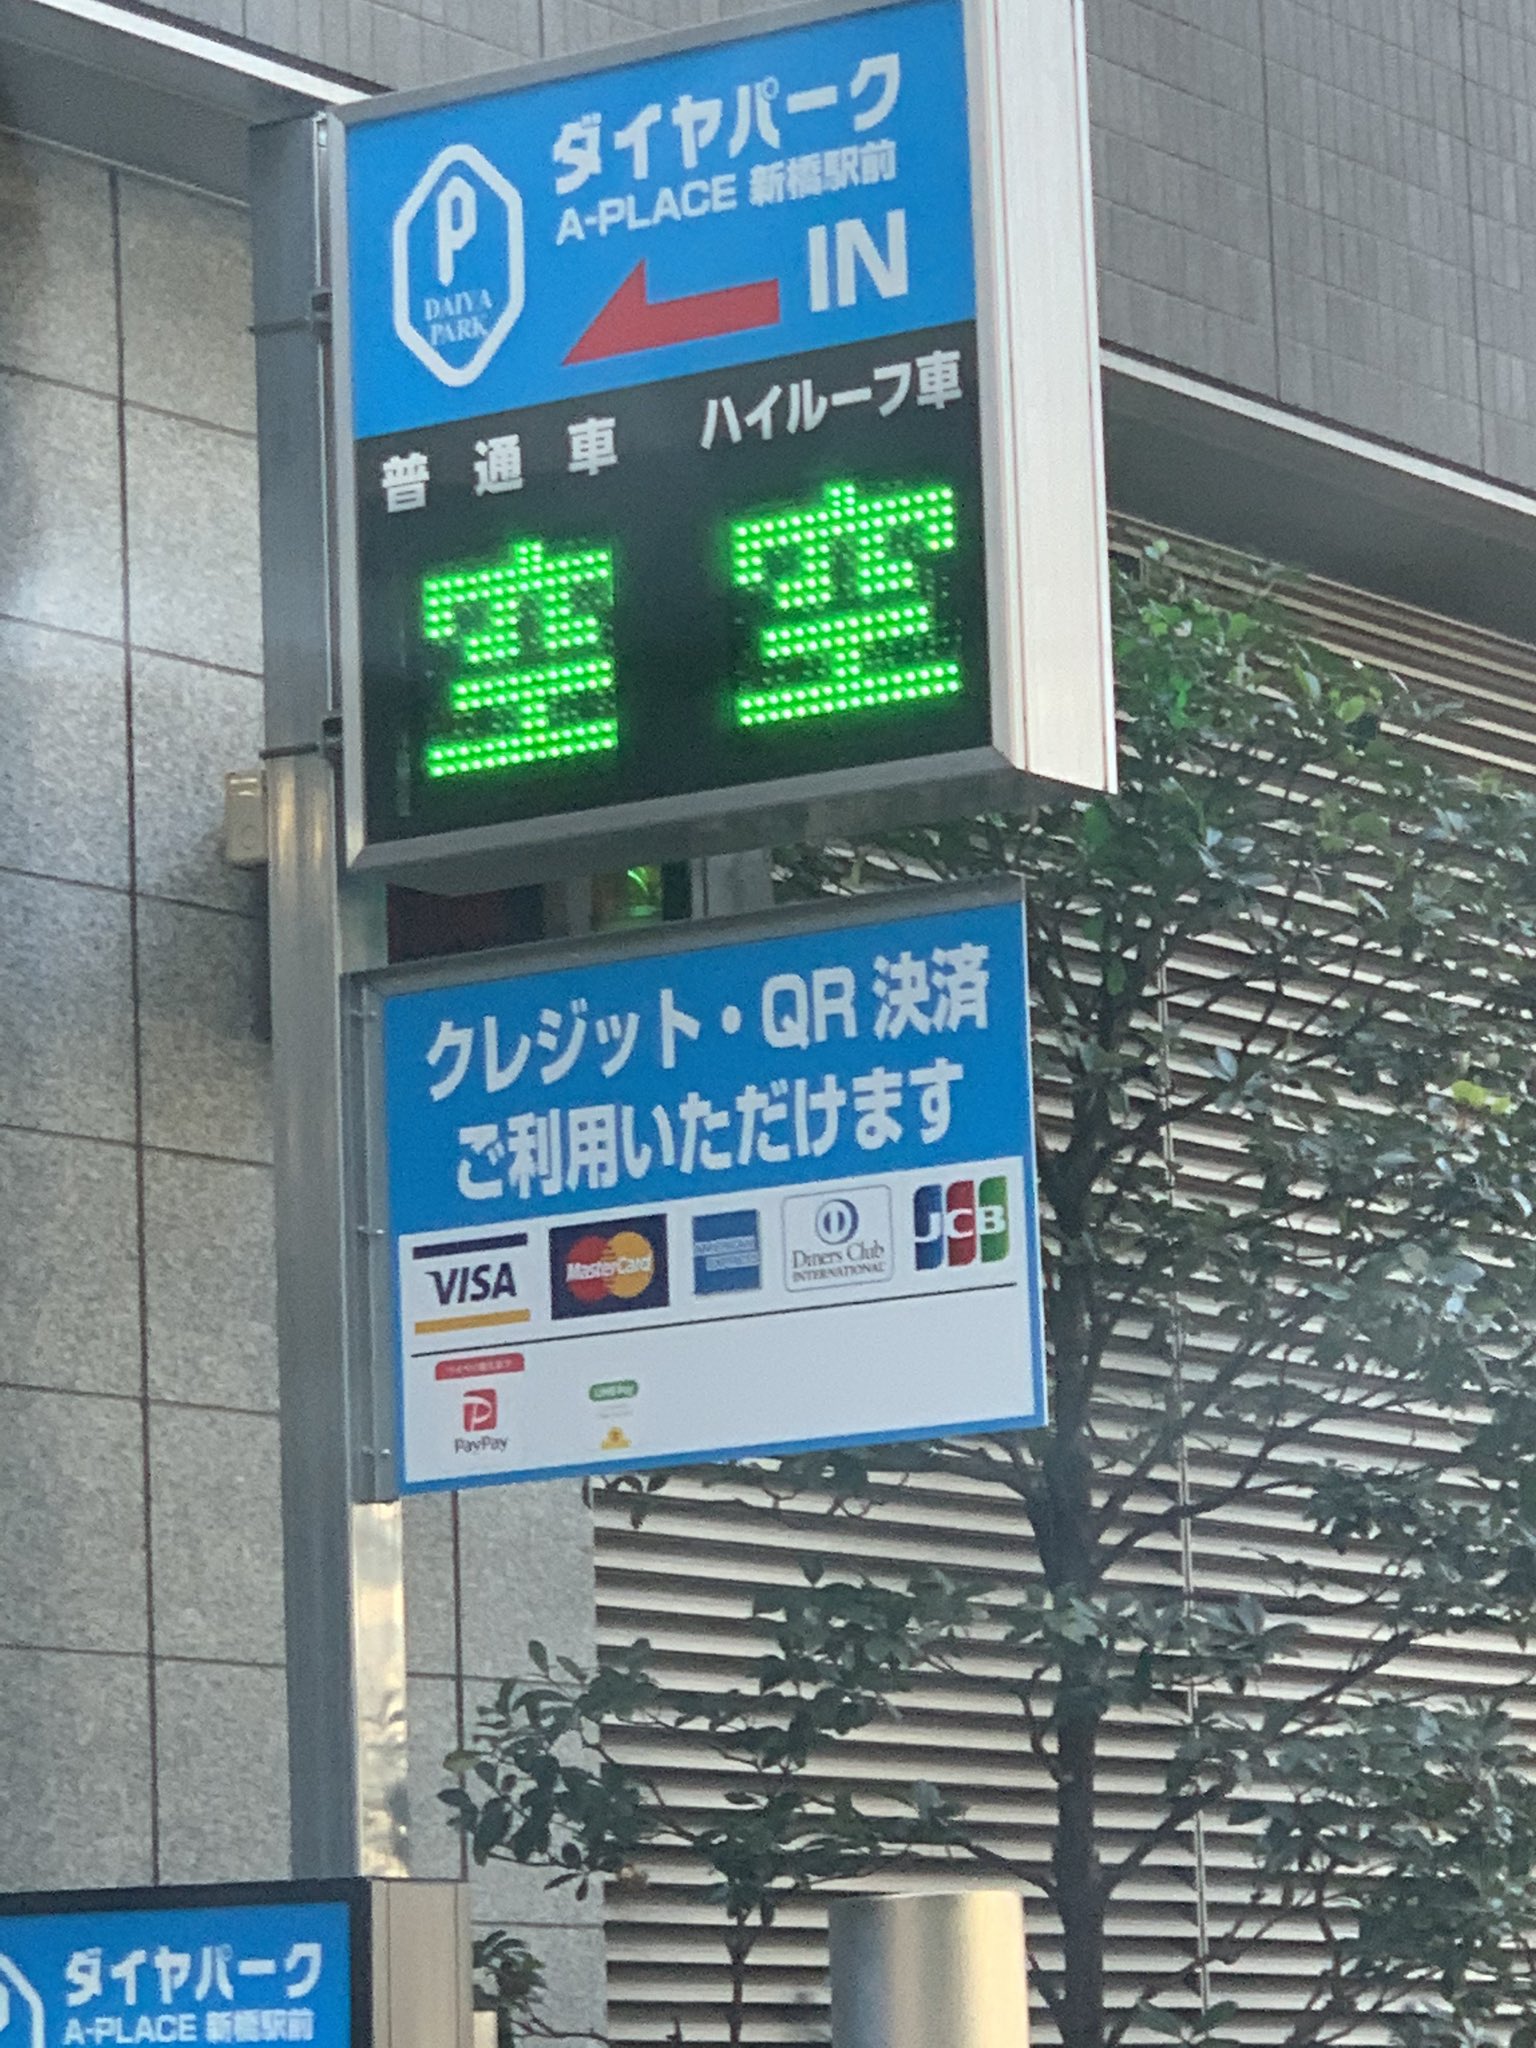 ダイヤパーク
A-PLACE 新橋駅前
IN
P
DAIYA
PARK
普通車 ハイルーフ車
空 空
クレジット・QR決済
ご利用いただけます
VISA MasterCard AMERICAN EXPRESS Diners Club INTERNATIONAL JCB
PayPay
ダイヤパーク
A-PLACE 新橋駅前